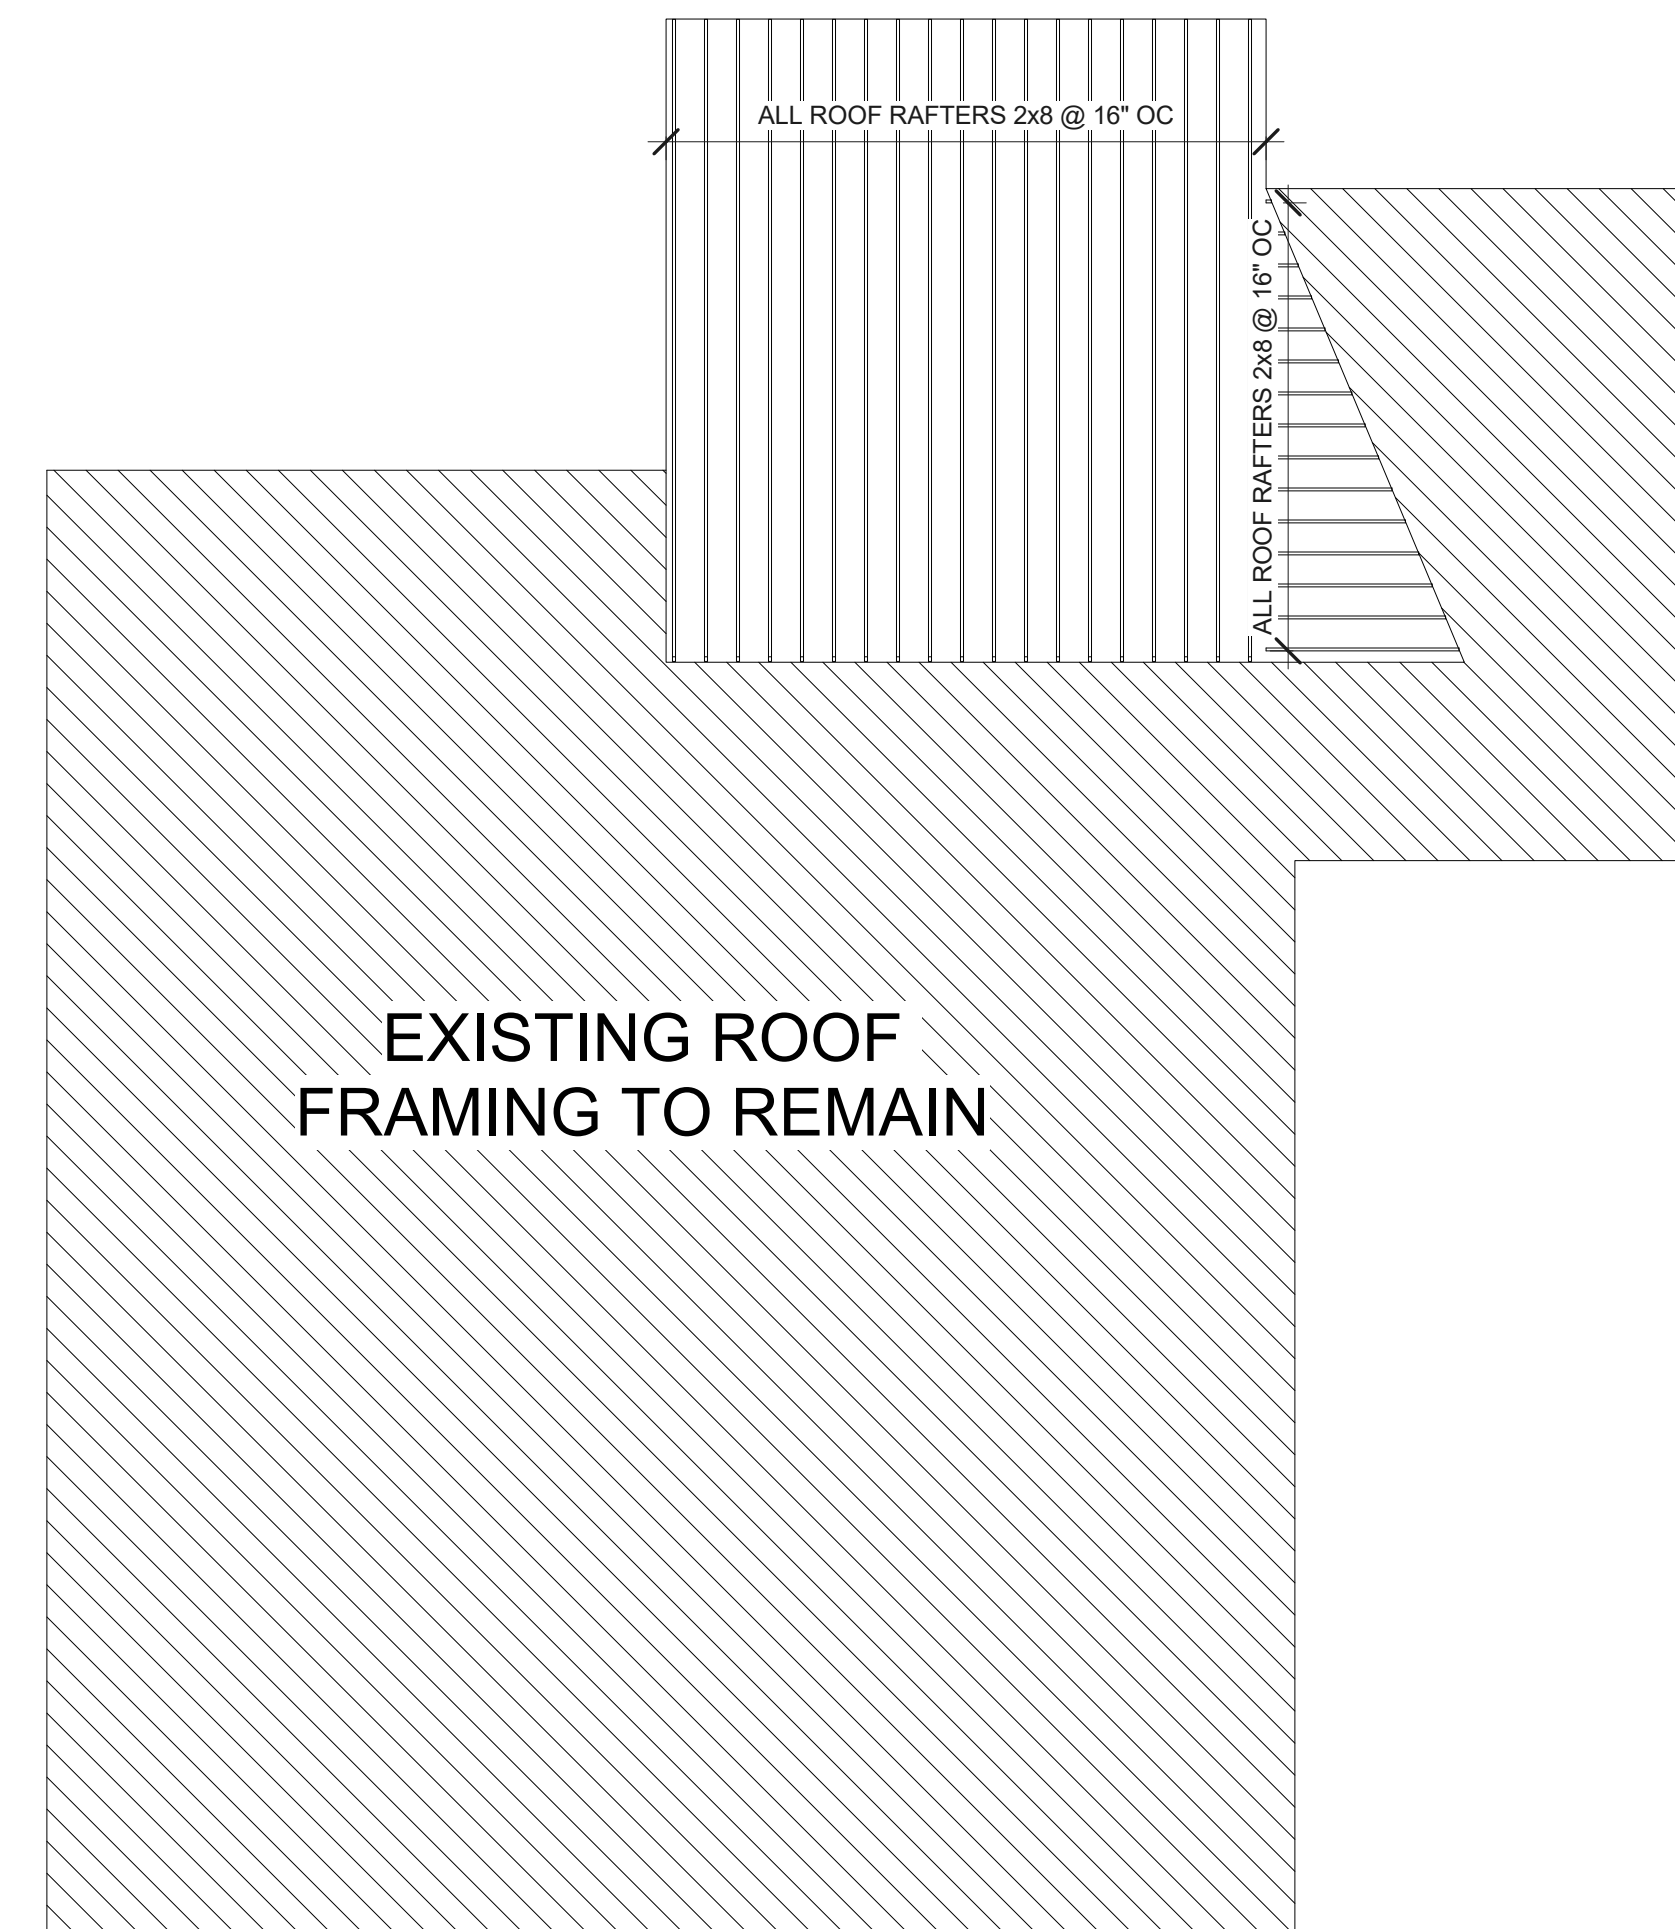 ALL ROOF RAFTERS 2x8 @ 16" OC
ALL ROOF RAFTERS 2x8 @ 16" OC
EXISTING ROOF
FRAMING TO REMAIN